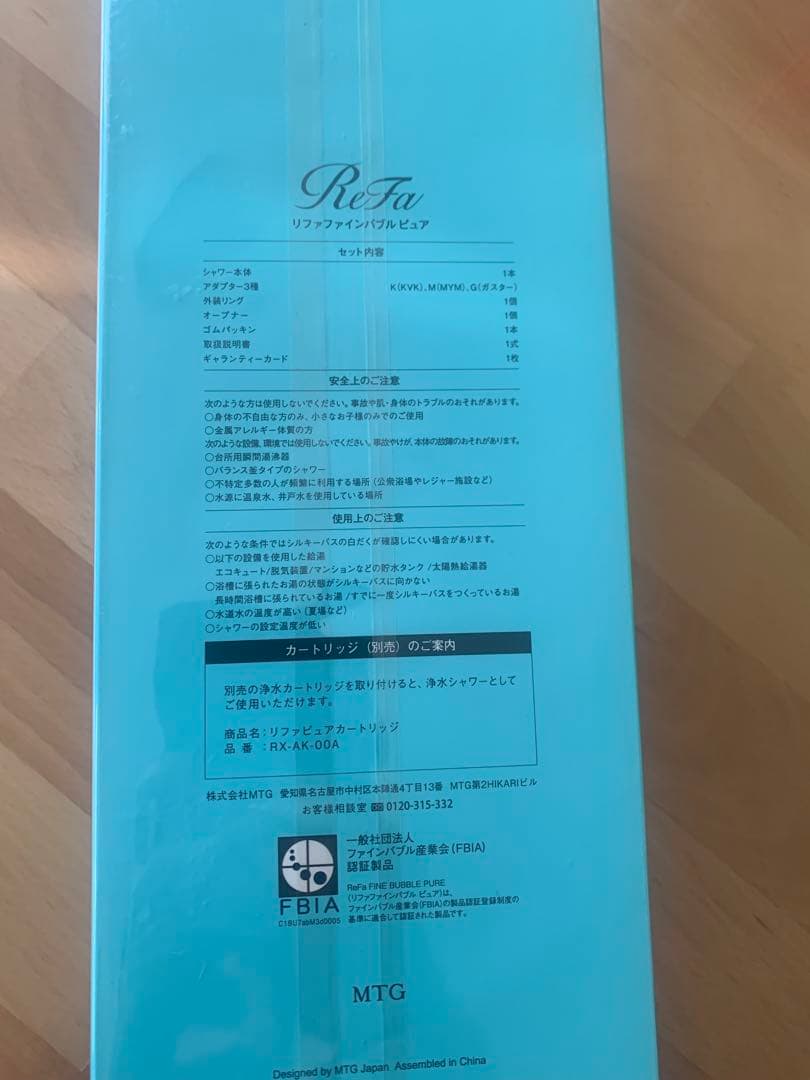 ReFa
リファファインバブル ピュア
セット内容
シャワー本体 1本
アダプター3種 K(KVK)、M(MYM)、G(ガスター)
外装リング 1個
オープナー 1個
ゴムパッキン 1本
取扱説明書 1式
ギャランティーカード 1枚
安全上のご注意
次のような方は使用しないでください。事故や肌・身体のトラブルのおそれがあります。
○身体の不自由な方のみ、小さなお子様のみでのご使用
○金属アレルギー体質の方
次のような設備、環境では使用しないでください。事故やけが、本体の故障のおそれがあります。
○台所用瞬間湯沸器
○バランス釜タイプのシャワー
○不特定多数の人が頻繁に利用する場所（公衆浴場やレジャー施設など）
○水源に温泉水、井戸水を使用している場所
使用上のご注意
次のような条件ではシルキーバスの白だくが確認しにくい場合があります。
○以下の設備を使用した給湯
エコキュート/脱気装置/マンションなどの貯水タンク/太陽熱給湯器
○浴槽に張られたお湯の状態がシルキーバスに向かない
長時間浴槽に張られているお湯/すでに一度シルキーバスをつくっているお湯
○水道水の温度が高い（夏場など）
○シャワーの設定温度が低い
カートリッジ（別売）のご案内
別売の浄水カートリッジを取り付けると、浄水シャワーとして
ご使用いただけます。
商品名：リファピュアカートリッジ
品 番 ：RX-AK-00A
株式会社MTG 愛知県名古屋市中村区本陣通4丁目13番 MTG第2HIKARIビル
お客様相談室 0120-315-332
一般社団法人
ファインバブル産業会(FBIA)
認証製品
ReFa FINE BUBBLE PURE
(リファファインバブル ピュア)は、
ファインバブル産業会(FBIA)の製品認証登録制度の
基準に適合して認証された製品です。
FBIA
C18U7abM3c0005
MTG
Designed by MTG Japan Assembled in China